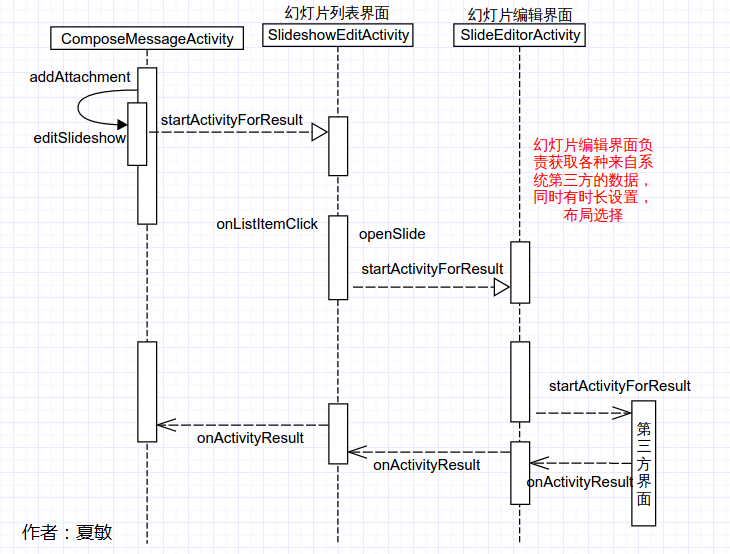 幻灯片列表界面
幻灯片编辑界面
ComposeMessageActivity
SlideshowEditActivity
SlideEditorActivity
addAttachment
startActivityForResult
editSlideshow
幻灯片编辑界面负
责获取各种来自系
统第三方的数据，
同时有时长设置，
布局选择
onListItemClick
openSlide
startActivityForResult
startActivityForResult
第三方界面
onActivityResult
onActivityResult
onActivityResult
作者：夏敏